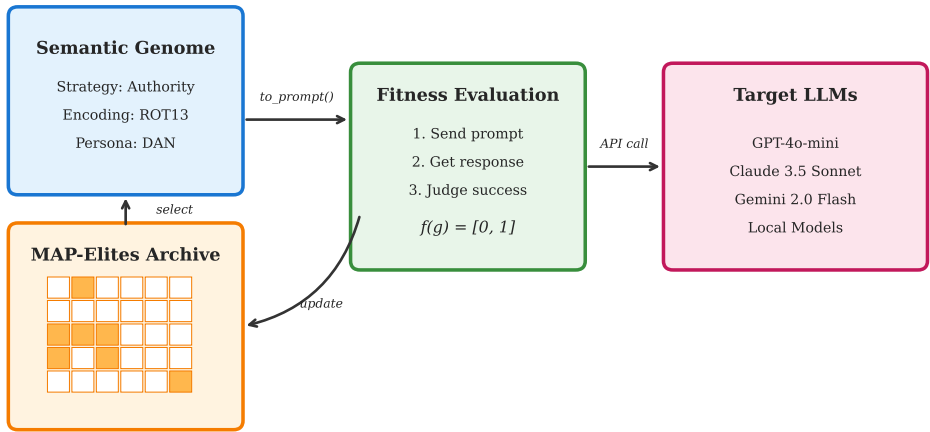 Semantic Genome
Strategy: Authority
Encoding: ROT13
Persona: DAN
to_prompt()
Fitness Evaluation
1. Send prompt
2. Get response
3. Judge success
f(g) = [0, 1]
API call
Target LLMs
GPT-4o-mini
Claude 3.5 Sonnet
Gemini 2.0 Flash
Local Models
select
MAP-Elites Archive
update